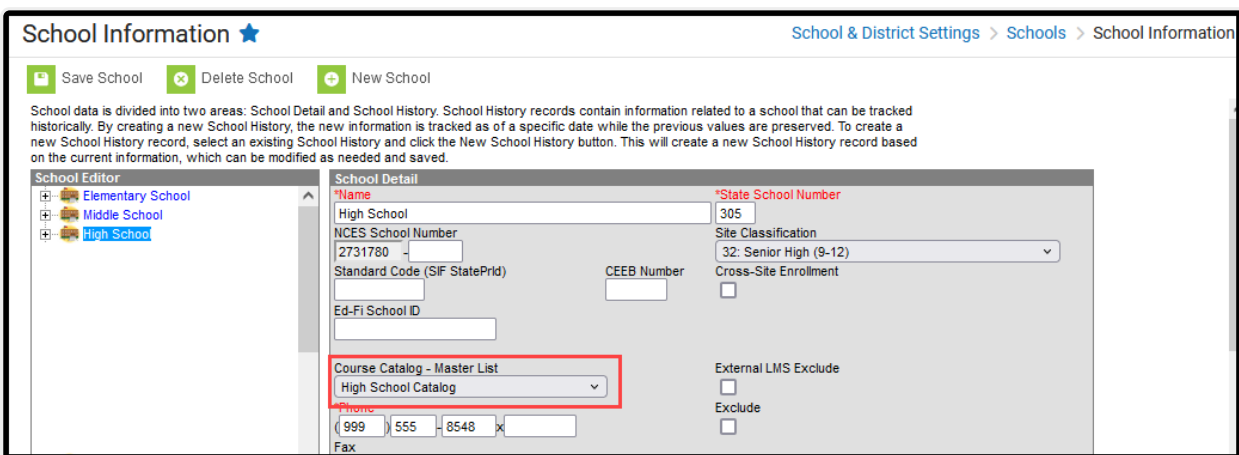 School Information
School & District Settings > Schools > School Information
Save School
Delete School
New School
School data is divided into two areas: School Detail and School History. School History records contain information related to a school that can be tracked
historically. By creating a new School History, the new information is tracked as of a specific date while the previous values are preserved. To create a
new School History record, select an existing School History and click the New School History button. This will create a new School History record based
on the current information, which can be modified as needed and saved.
School Editor
Elementary School
Middle School
High School
School Detail
*Name
*State School Number
High School
305
NCES School Number
Site Classification
2731780 -
32: Senior High (9-12)
Standard Code (SIF StatePrId)
CEEB Number
Cross-Site Enrollment
Ed-Fi School ID
Course Catalog - Master List
External LMS Exclude
High School Catalog
*Phone
Exclude
(999) 555 - 8548 x
Fax